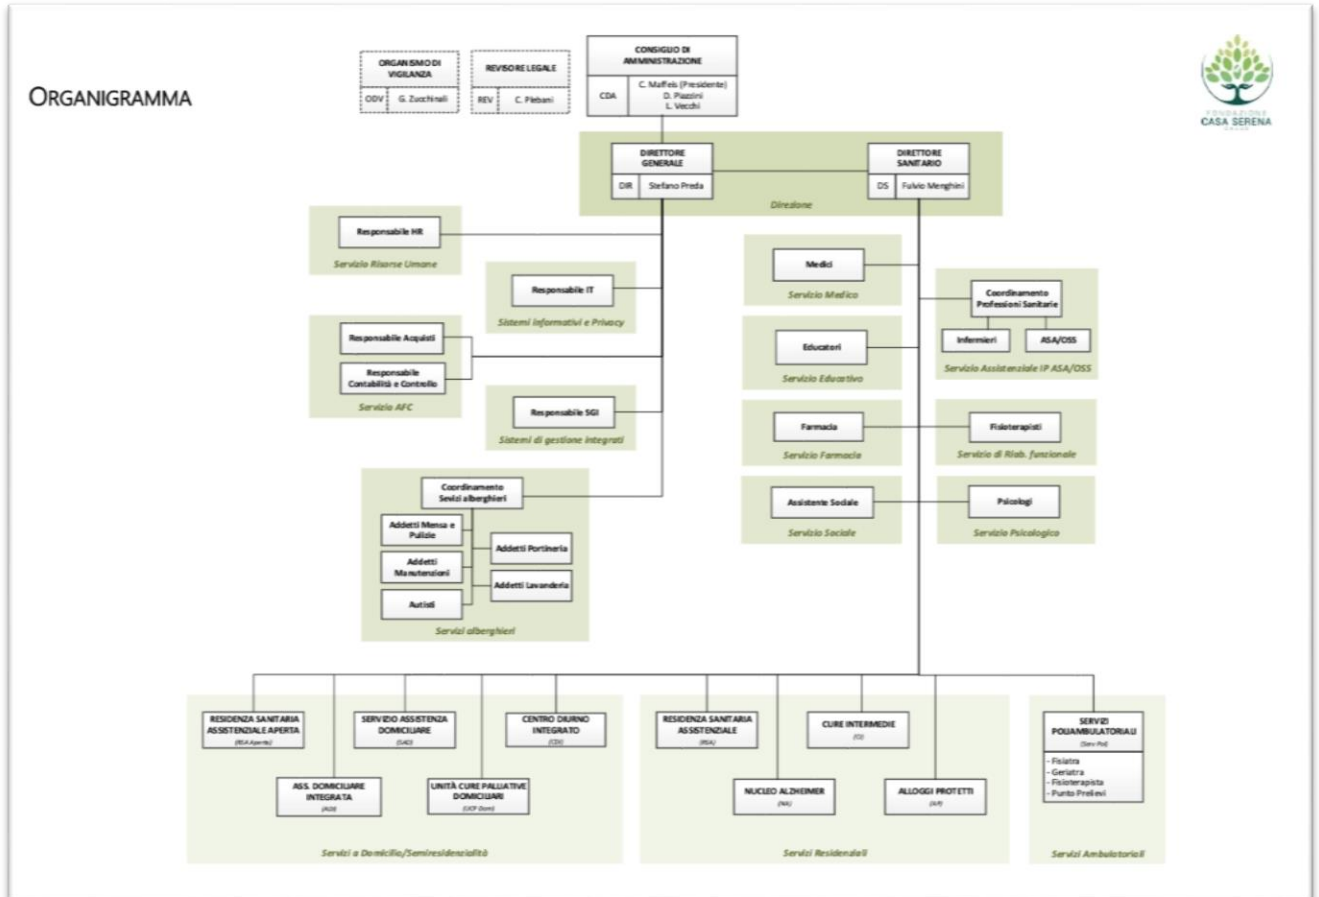 ORGANIGRAMMA
ORGANISMO DI
VIGILANZA
ODV
G. Zucchinali
REVISORE LEGALE
REV
C. Plebani
CONSIGLIO DI
AMMINISTRAZIONE
CDA
C. Maffeis (Presidente)
D. Piazzini
L. Vecchi
FONDAZIONE
CASA SERENA
DIRETTORE
GENERALE
DIR
Stefano Preda
DIRETTORE
SANITARIO
DS
Fulvio Menghini
Direzione
Responsabile HR
Servizio Risorse Umane
Responsabile IT
Sistemi informativi e Privacy
Responsabile Acquisti
Responsabile
Contabilità e Controllo
Servizio AFC
Responsabile SGI
Sistemi di gestione integrati
Coordinamento
Sevizi alberghieri
Addetti Mensa e
Pulizie
Addetti
Manutenzioni
Autisti
Addetti Portineria
Addetti Lavanderia
Servizi alberghieri
Medici
Servizio Medico
Coordinamento
Professioni Sanitarie
Infermieri
ASA/OSS
Servizio Assistenziale IP ASA/OSS
Educatori
Servizio Educativo
Farmacia
Servizio Farmacia
Fisioterapisti
Servizio di Riab. funzionale
Assistente Sociale
Servizio Sociale
Psicologi
Servizio Psicologico
RESIDENZA SANITARIA
ASSISTENZIALE APERTA
(RSA Aperta)
SERVIZIO ASSISTENZA
DOMICILIARE
(SAD)
CENTRO DIURNO
INTEGRATO
(CDI)
ASS. DOMICILIARE
INTEGRATA
(ADI)
UNITÀ CURE PALLIATIVE
DOMICILIARI
(UCP Dom)
Servizi a Domicilio/Semiresidenzialità
RESIDENZA SANITARIA
ASSISTENZIALE
(RSA)
CURE INTERMEDIE
(CI)
NUCLEO ALZHEIMER
(NA)
ALLOGGI PROTETTI
(AP)
Servizi Residenziali
SERVIZI
POLIAMBULATORIALI
(Serv Pol)
- Fisiatra
- Geriatra
- Fisioterapista
- Punto Prelievi
Servizi Ambulatoriali